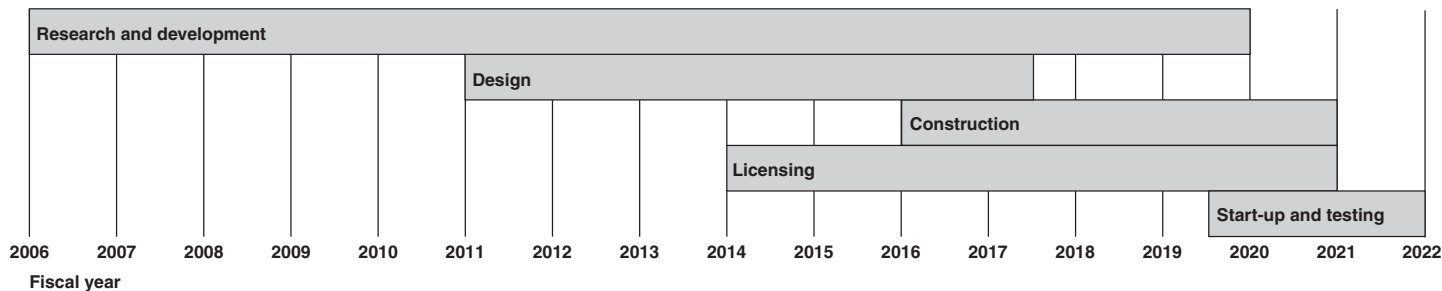 Research and development
Design
Construction
Licensing
Start-up and testing
2006 2007 2008 2009 2010 2011 2012 2013 2014 2015 2016 2017 2018 2019 2020 2021 2022
Fiscal year